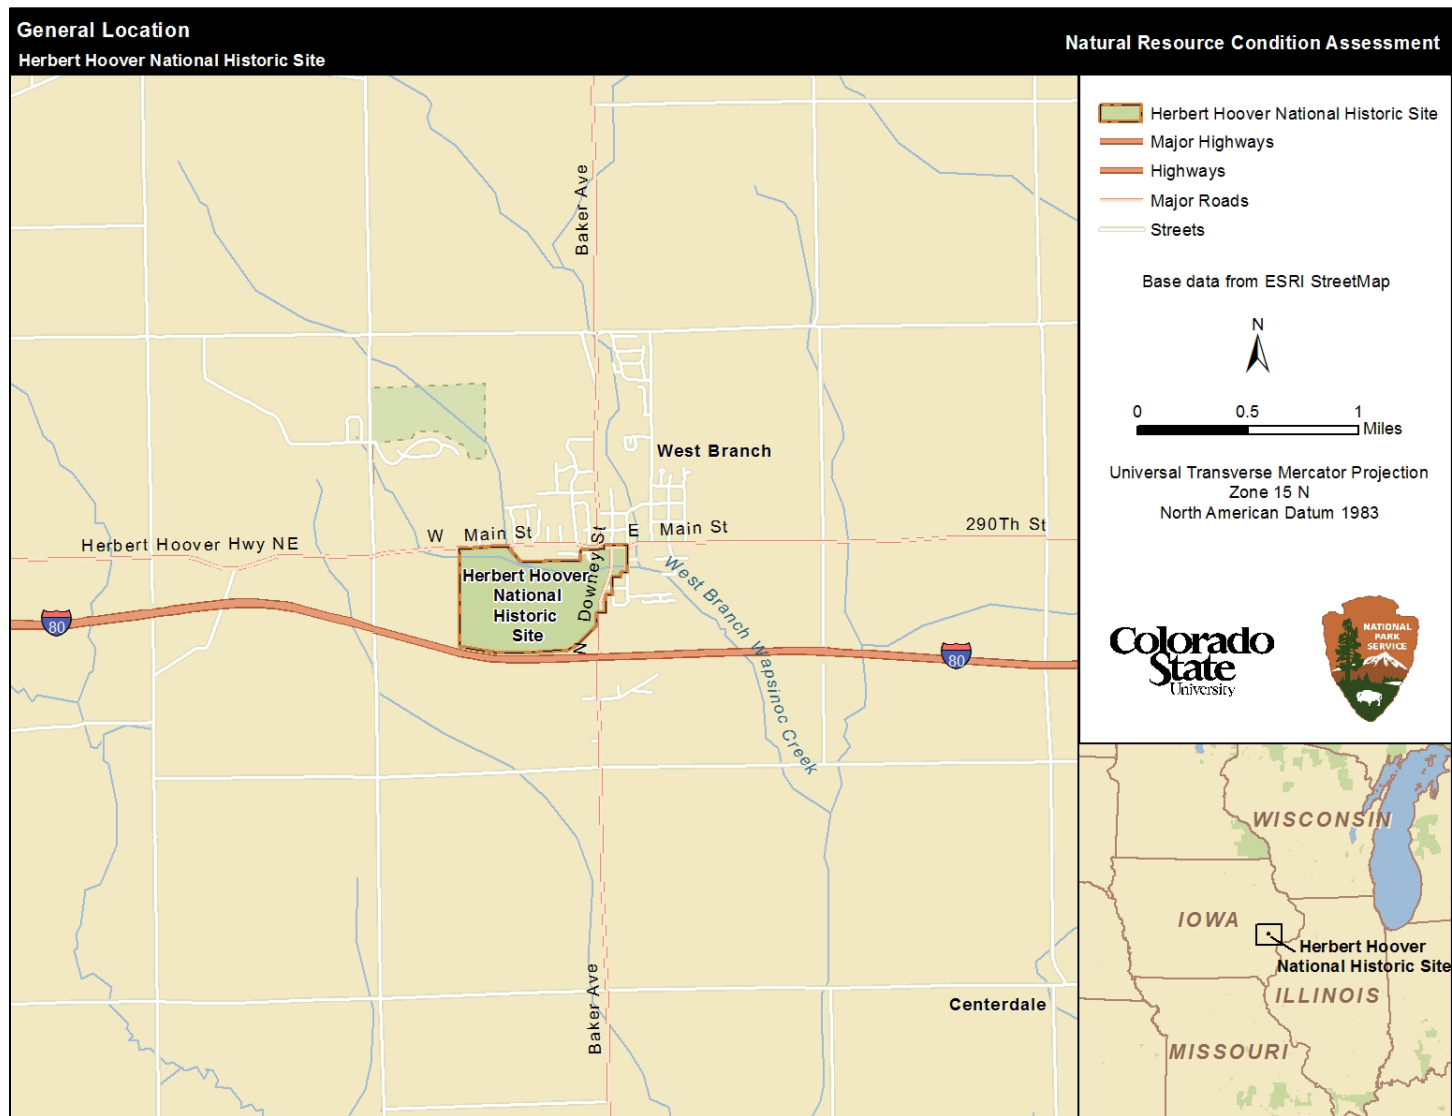 General Location
Herbert Hoover National Historic Site
Natural Resource Condition Assessment
Herbert Hoover National Historic Site
Major Highways
Highways
Major Roads
Streets
Base data from ESRI StreetMap
N
0 0.5 1
Miles
Universal Transverse Mercator Projection
Zone 15 N
North American Datum 1983
Colorado
State
University
NATIONAL
PARK
SERVICE
Baker Ave
West Branch
W Main St
E Main St
290Th St
Herbert Hoover Hwy NE
Herbert Hoover
National
Historic
Site
N Downey St
West Branch Wapsinoc Creek
80
80
Baker Ave
Centerdale
WISCONSIN
IOWA
Herbert Hoover
National Historic Site
ILLINOIS
MISSOURI